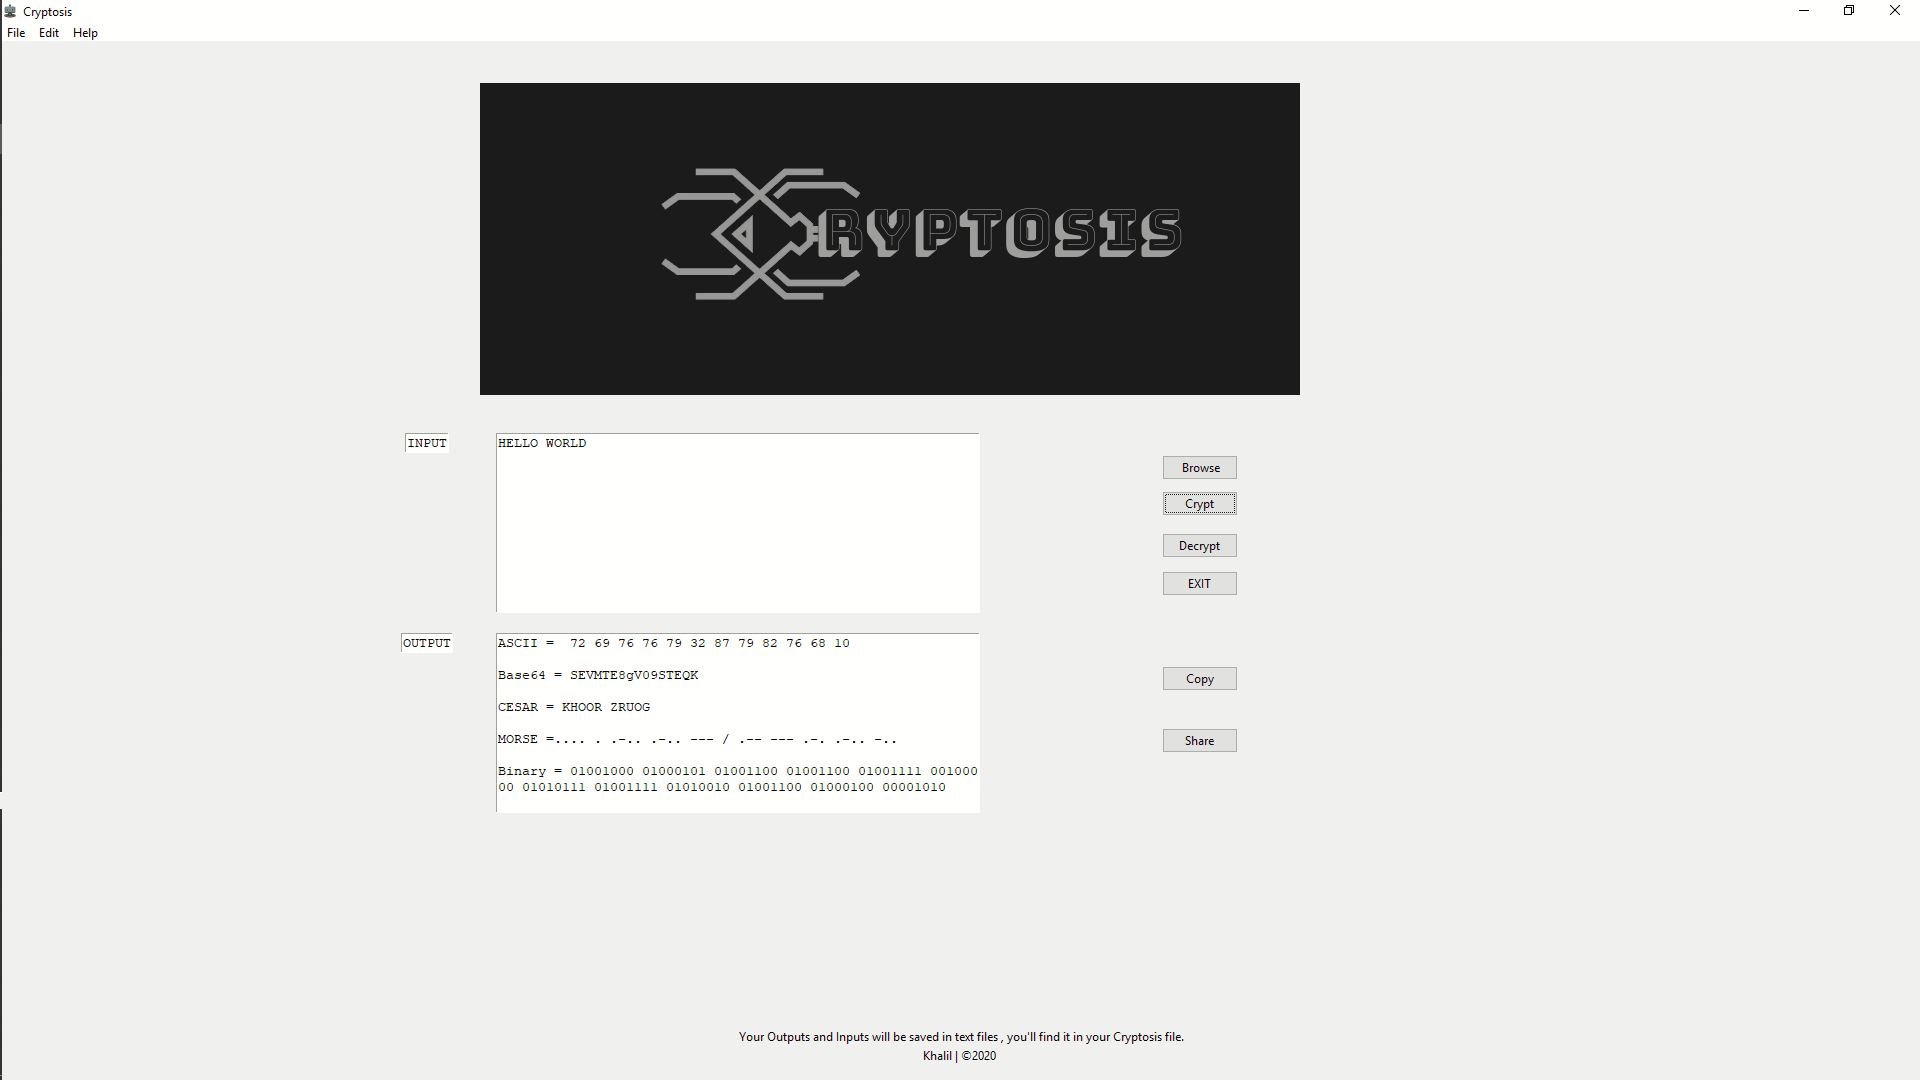 Cryptosis
File Edit Help
CRYPTOSIS
INPUT
HELLO WORLD
Browse
Crypt
Decrypt
EXIT
OUTPUT
ASCII =  72 69 76 76 79 32 87 79 82 76 68 10
Base64 = SEVMTE8gV09STEQK
CESAR = KHOOR ZRUOG
MORSE =.... . .-.. .-.. --- / .-- --- .-. .-.. -..
Binary = 01001000 01000101 01001100 01001100 01001111 001000
00 01010111 01001111 01010010 01001100 01000100 00001010
Copy
Share
Your Outputs and Inputs will be saved in text files , you'll find it in your Cryptosis file.
Khalil | ©2020